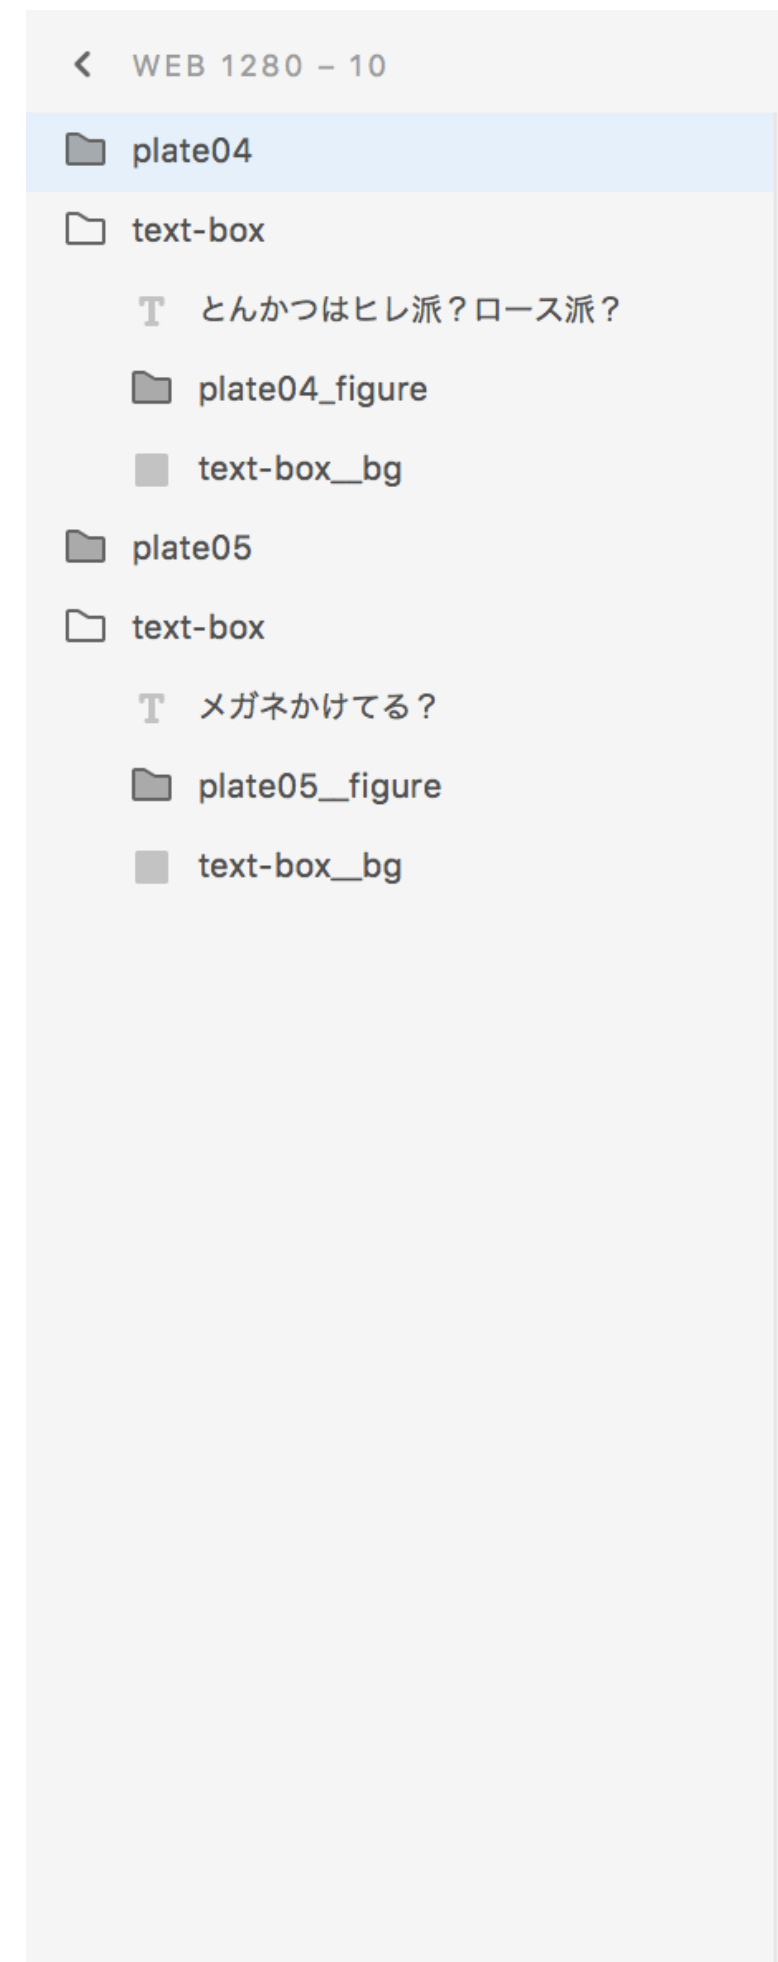 WEB 1280 – 10
plate04
text-box
とんかつはヒレ派？ロース派？
plate04_figure
text-box__bg
plate05
text-box
メガネかけてる？
plate05__figure
text-box__bg